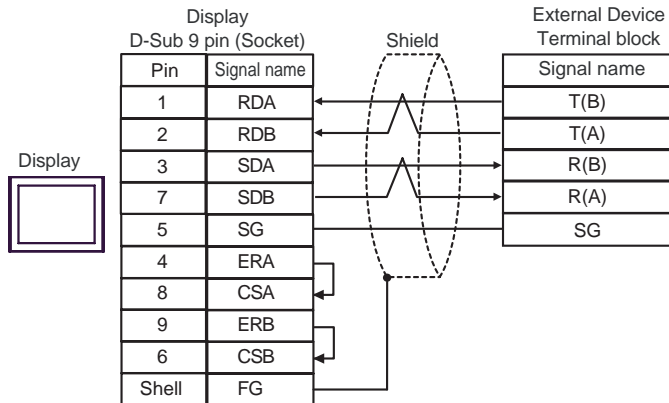 Display
D-Sub 9 pin (Socket)
Shield
External Device
Terminal block
Pin Signal name
Signal name
1 RDA T(B)
2 RDB T(A)
Display
3 SDA R(B)
7 SDB R(A)
5 SG SG
4 ERA
8 CSA
9 ERB
6 CSB
Shell FG